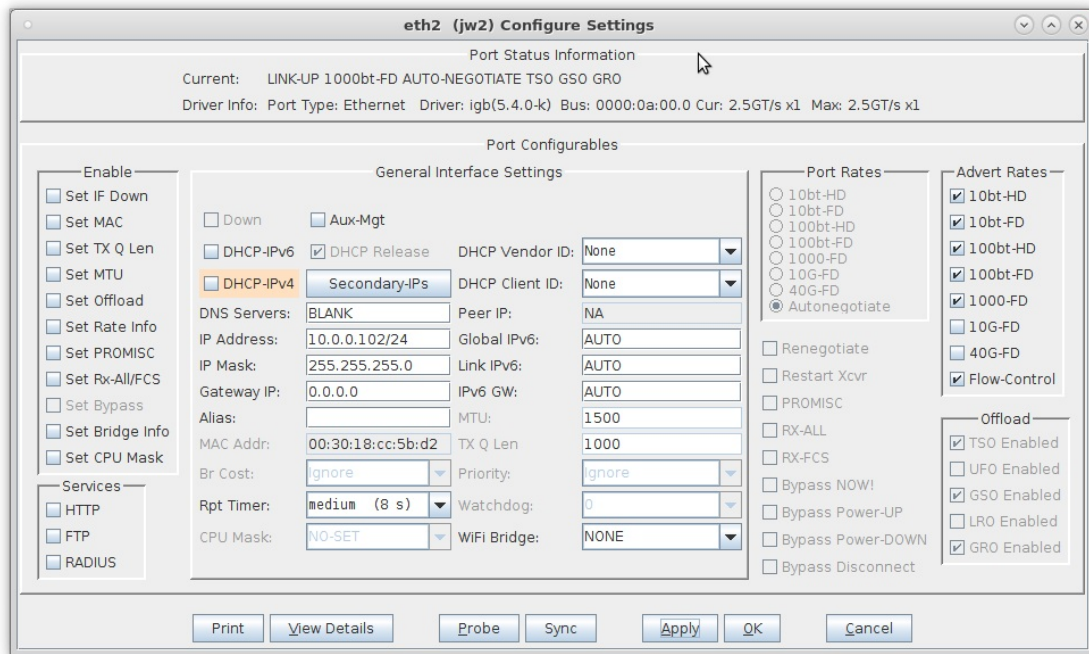 eth2 (jw2) Configure Settings
Port Status Information
Current: LINK-UP 1000bt-FD AUTO-NEGOTIATE TSO GSO GRO
Driver Info: Port Type: Ethernet Driver: igb(5.4.0-k) Bus: 0000:0a:00.0 Cur: 2.5GT/s x1 Max: 2.5GT/s x1
Port Configurables
Enable
Set IF Down
Set MAC
Set TX Q Len
Set MTU
Set Offload
Set Rate Info
Set PROMISC
Set Rx-All/FCS
Set Bypass
Set Bridge Info
Set CPU Mask
Services
HTTP
FTP
RADIUS
General Interface Settings
Down Aux-Mgt
DHCP-IPv6 DHCP Release DHCP Vendor ID: None
DHCP-IPv4 Secondary-IPs DHCP Client ID: None
DNS Servers: BLANK Peer IP: NA
IP Address: 10.0.0.102/24 Global IPv6: AUTO
IP Mask: 255.255.255.0 Link IPv6: AUTO
Gateway IP: 0.0.0.0 IPv6 GW: AUTO
Alias: MTU: 1500
MAC Addr: 00:30:18:cc:5b:d2 TX Q Len 1000
Br Cost: Ignore Priority: Ignore
Rpt Timer: medium (8 s) Watchdog: 0
CPU Mask: NO-SET WiFi Bridge: NONE
Port Rates
10bt-HD
10bt-FD
100bt-HD
100bt-FD
1000-FD
10G-FD
40G-FD
Autonegotiate
Renegotiate
Restart Xcvr
PROMISC
RX-ALL
RX-FCS
Bypass NOW!
Bypass Power-UP
Bypass Power-DOWN
Bypass Disconnect
Advert Rates
10bt-HD
10bt-FD
100bt-HD
100bt-FD
1000-FD
10G-FD
40G-FD
Flow-Control
Offload
TSO Enabled
UFO Enabled
GSO Enabled
LRO Enabled
GRO Enabled
Print View Details Probe Sync Apply OK Cancel